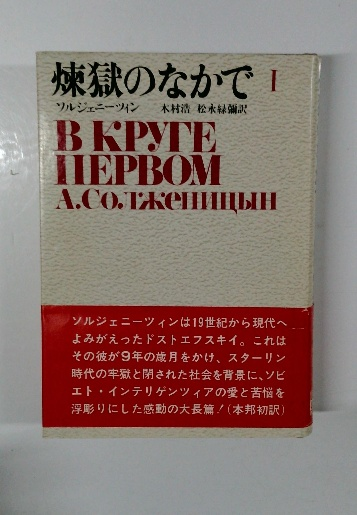 煉獄のなかで I
ソルジェニーツィン 木村浩 松永緑彌訳
В КРУГЕ
ПЕРВОМ
А.Солженицын
ソルジェニーツィンは19世紀から現代へ
よみがえったドストエフスキイ。これは
その彼が9年の歳月をかけ、スターリン
時代の牢獄と閉された社会を背景に、ソビ
エト・インテリゲンツィアの愛と苦悩を
浮彫りにした感動の大長篇!(本邦初訳)